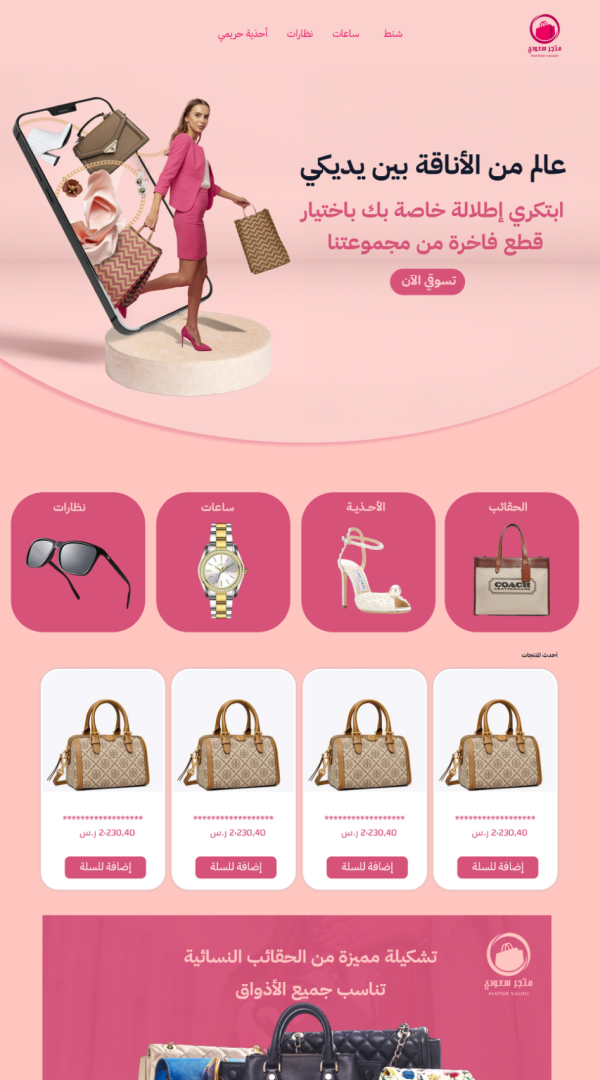 متجر سعودي
MATGR SAUDI
شنط
ساعات
نظارات
أحذية حريمي
عالم من الأناقة بين يديكي
ابتكري إطلالة خاصة بك باختيار
قطع فاخرة من مجموعتنا
تسوقي الآن
الحقائب
الأحذيـة
ساعات
نظارات
COACH
LEATHERWARE
أحدث المنتجات
******************
******************
******************
******************
2،230,40 ر.س
2،230,40 ر.س
2،230,40 ر.س
2،230,40 ر.س
إضافة للسلة
إضافة للسلة
إضافة للسلة
إضافة للسلة
متجر سعودي
MATGR SAUDI
تشكيلة مميزة من الحقائب النسائية
تناسب جميع الأذواق